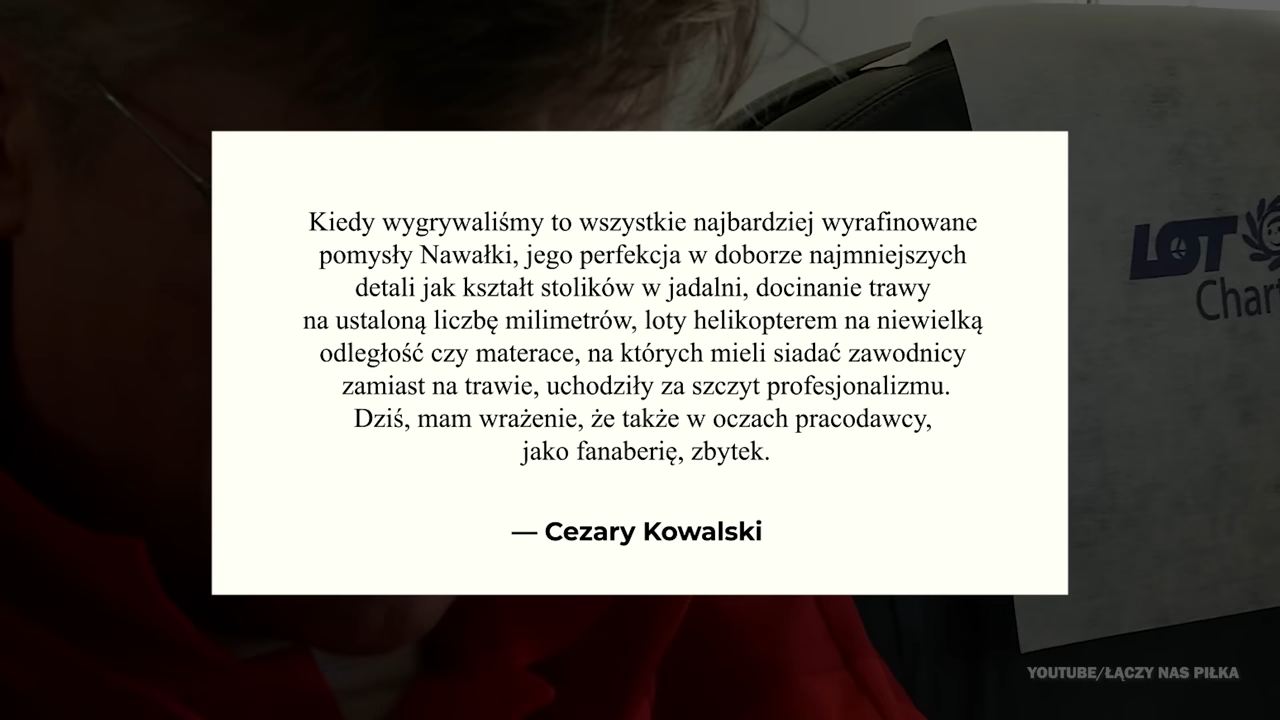 Kiedy wygrywaliśmy to wszystkie najbardziej wyrafinowane
pomysły Nawałki, jego perfekcja w doborze najmniejszych
detali jak kształt stolików w jadalni, docinanie trawy
na ustaloną liczbę milimetrów, loty helikopterem na niewielką
odległość czy materace, na których mieli siadać zawodnicy
zamiast na trawie, uchodziły za szczyt profesjonalizmu.
Dziś, mam wrażenie, że także w oczach pracodawcy,
jako fanaberię, zbytek.
— Cezary Kowalski
LOT
Char
YOUTUBE/ŁĄCZY NAS PIŁKA